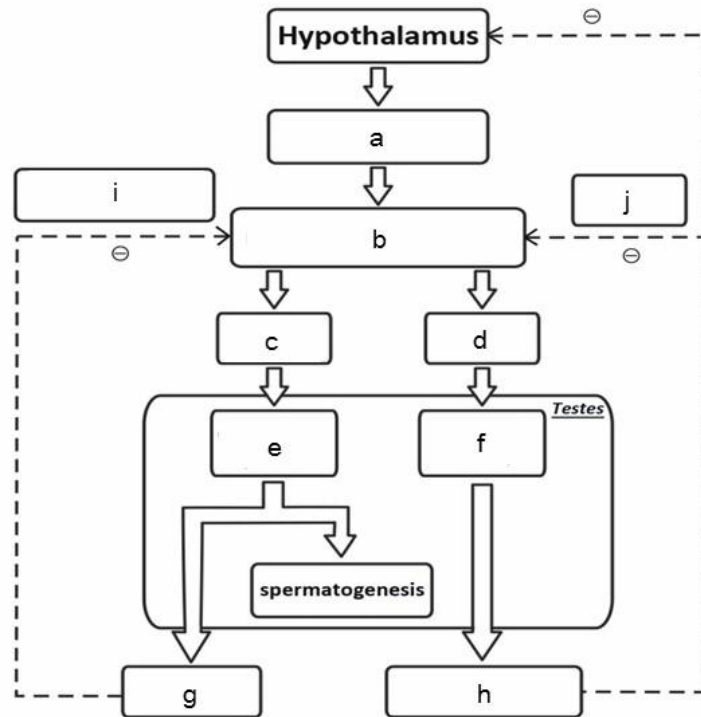 ⊖
Hypothalamus
a
i
j
b
⊖
⊖
c
d
Testes
e
f
spermatogenesis
g
h